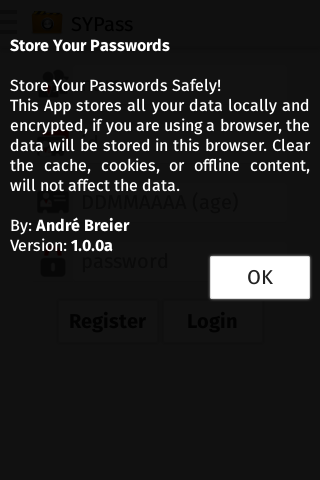 SYPass
Store Your Passwords
Store Your Passwords Safely!
This App stores all your data locally and
encrypted, if you are using a browser, the
data will be stored in this browser. Clear
the cache, cookies, or offline content,
will not affect the data.
DDMMAAAA (age)
By: André Breier
Version: 1.0.0a
password
OK
Register Login